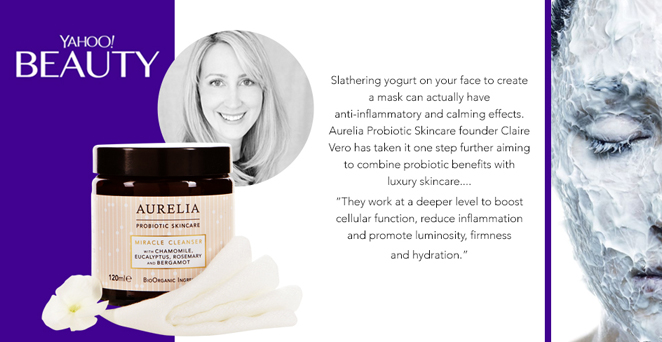 YAHOO!
BEAUTY
Slathering yogurt on your face to create
a mask can actually have
anti-inflammatory and calming effects.
Aurelia Probiotic Skincare founder Claire
Vero has taken it one step further aiming
to combine probiotic benefits with
luxury skincare....
“They work at a deeper level to boost
cellular function, reduce inflammation
and promote luminosity, firmness
and hydration.”
AURELIA
PROBIOTIC SKINCARE
MIRACLE CLEANSER
WITH CHAMOMILE,
EUCALYPTUS, ROSEMARY
AND BERGAMOT
120ml℮ BIOORGANIC